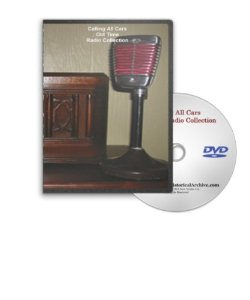 Calling All Cars
Old Time
Radio Collection
All Cars
Radio Collection
DVD
HistoricalArchive.com